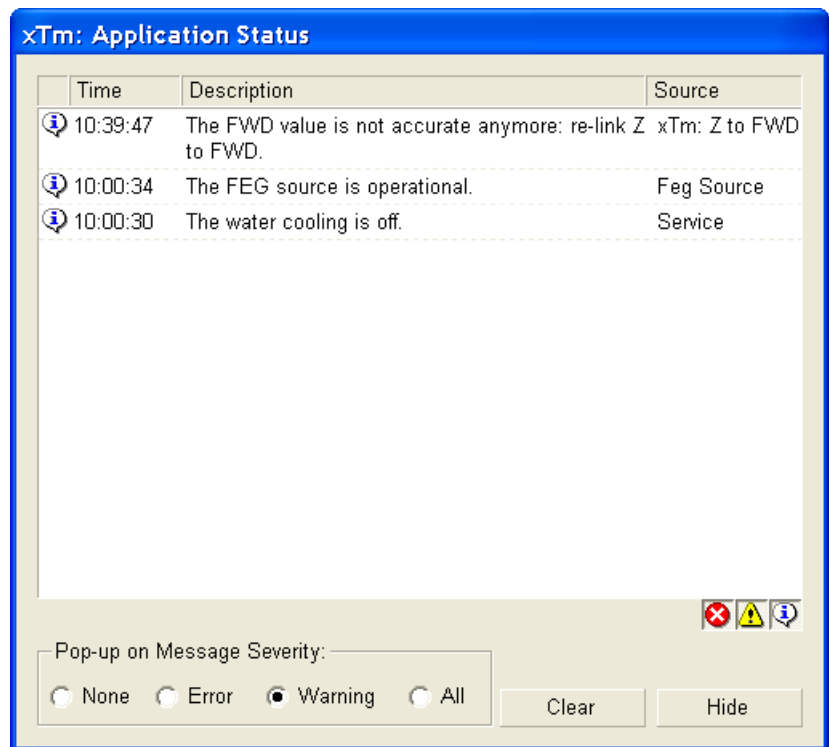 xTm: Application Status
Time Description Source
10:39:47 The FWD value is not accurate anymore: re-link Z xTm: Z to FWD
to FWD.
10:00:34 The FEG source is operational. Feg Source
10:00:30 The water cooling is off. Service
Pop-up on Message Severity:
None Error Warning All
Clear Hide